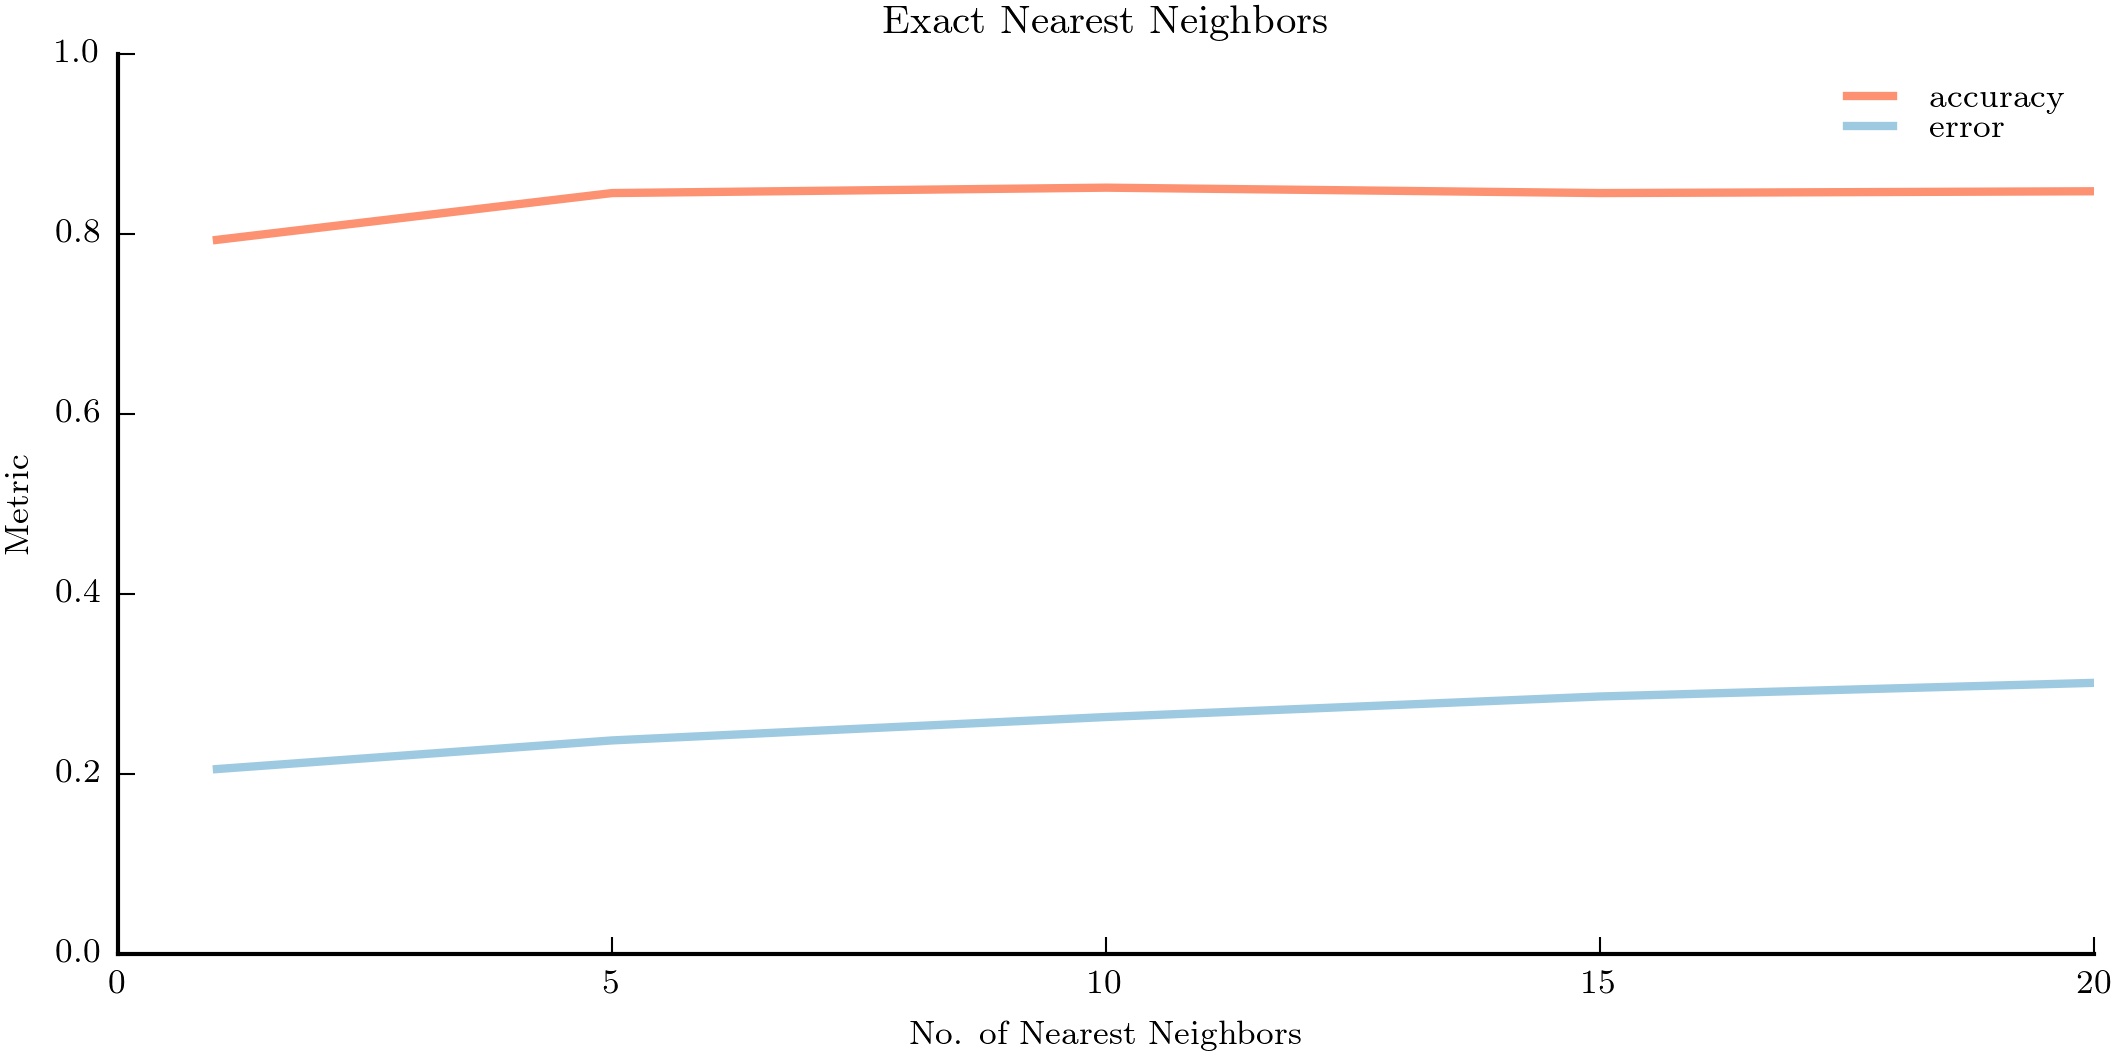 Exact Nearest Neighbors
1.0
accuracy
error
0.8
0.6
Metric
0.4
0.2
0.0
0 5 10 15 20
No. of Nearest Neighbors